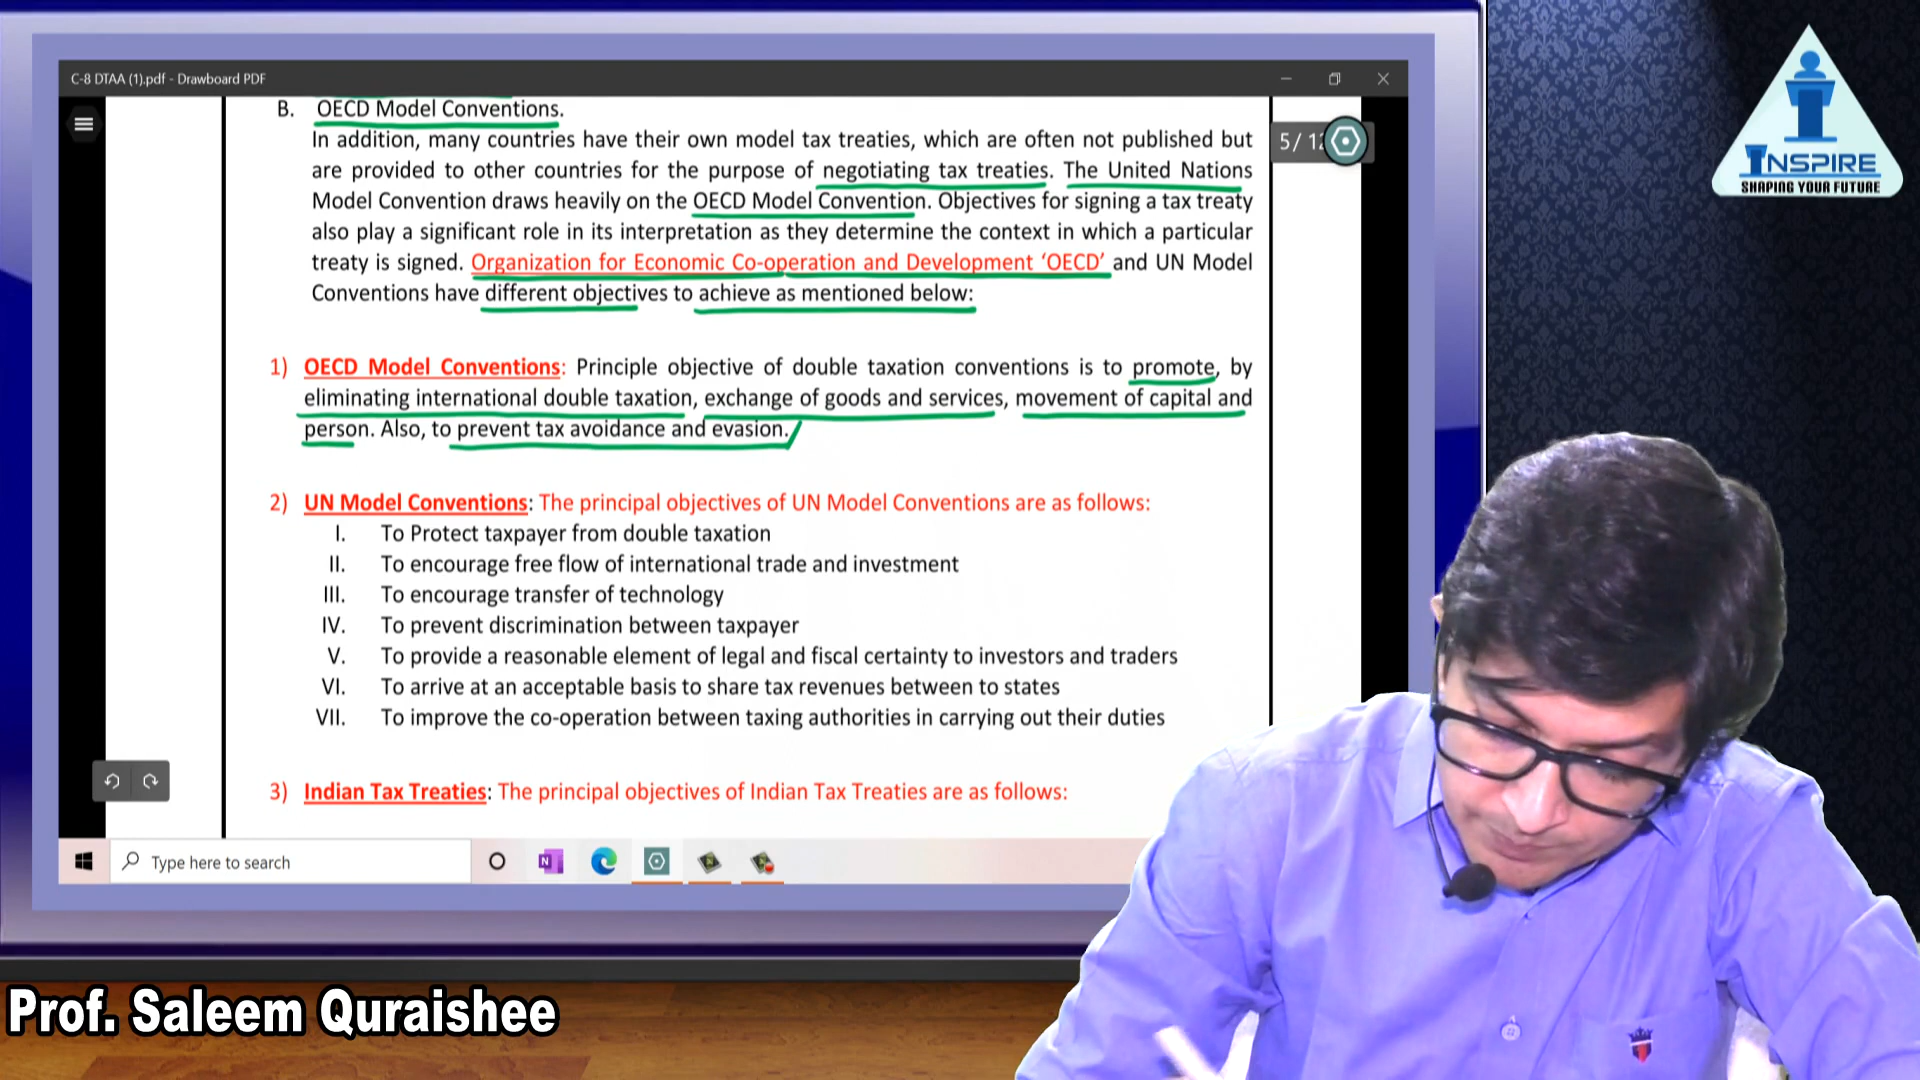 C-8 DTAA (1).pdf - Drawboard PDF
B. OECD Model Conventions.
In addition, many countries have their own model tax treaties, which are often not published but
are provided to other countries for the purpose of negotiating tax treaties. The United Nations
Model Convention draws heavily on the OECD Model Convention. Objectives for signing a tax treaty
also play a significant role in its interpretation as they determine the context in which a particular
treaty is signed. Organization for Economic Co-operation and Development ‘OECD’ and UN Model
Conventions have different objectives to achieve as mentioned below:
5/
1) OECD Model Conventions: Principle objective of double taxation conventions is to promote, by
eliminating international double taxation, exchange of goods and services, movement of capital and
person. Also, to prevent tax avoidance and evasion.
2) UN Model Conventions: The principal objectives of UN Model Conventions are as follows:
I. To Protect taxpayer from double taxation
II. To encourage free flow of international trade and investment
III. To encourage transfer of technology
IV. To prevent discrimination between taxpayer
V. To provide a reasonable element of legal and fiscal certainty to investors and traders
VI. To arrive at an acceptable basis to share tax revenues between to states
VII. To improve the co-operation between taxing authorities in carrying out their duties
3) Indian Tax Treaties: The principal objectives of Indian Tax Treaties are as follows:
Type here to search
N
INSPIRE
SHAPING YOUR FUTURE
Prof. Saleem Quraishee